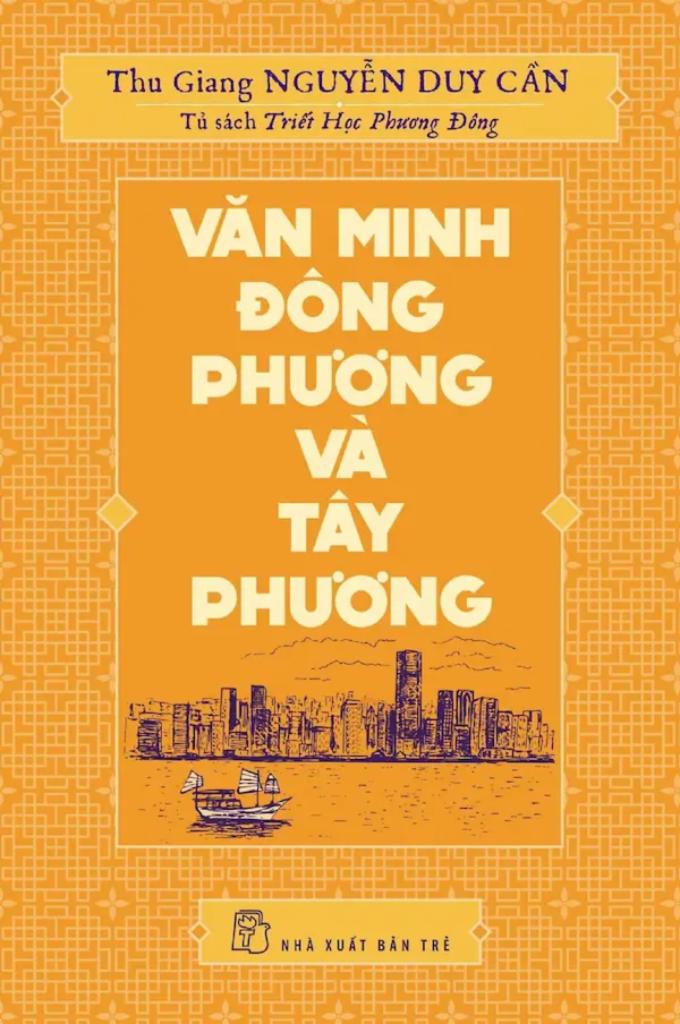 Thu Giang NGUYỄN DUY CẦN
Tủ sách Triết Học Phương Đông
VĂN MINH
ĐÔNG
PHƯƠNG
VÀ
TÂY
PHƯƠNG
T
NHÀ XUẤT BẢN TRẺ